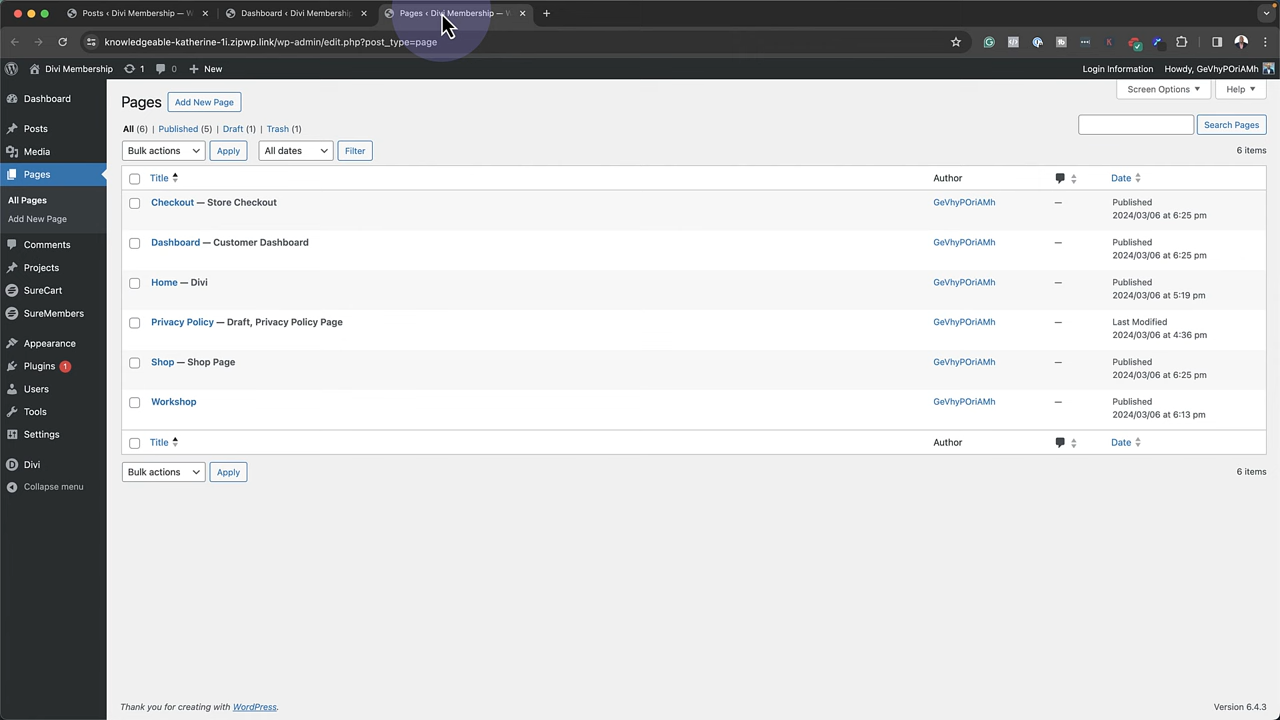 Posts ‹ Divi Membership — W
Dashboard ‹ Divi Membership
Pages ‹ Divi Membership — W
knowledgeable-katherine-1i.zipwp.link/wp-admin/edit.php?post_type=page
Divi Membership 1 0 New Login Information Howdy, GeVhyPOriAMh
Dashboard
Posts
Media
Pages
All Pages
Add New Page
Comments
Projects
SureCart
SureMembers
Appearance
Plugins 1
Users
Tools
Settings
Divi
Collapse menu
Pages Add New Page Screen Options Help
All (6) | Published (5) | Draft (1) | Trash (1)
Search Pages
Bulk actions Apply All dates Filter 6 items
Title Author Date
Checkout — Store Checkout GeVhyPOriAMh — Published
2024/03/06 at 6:25 pm
Dashboard — Customer Dashboard GeVhyPOriAMh — Published
2024/03/06 at 6:25 pm
Home — Divi GeVhyPOriAMh — Published
2024/03/06 at 5:19 pm
Privacy Policy — Draft, Privacy Policy Page GeVhyPOriAMh — Last Modified
2024/03/06 at 4:36 pm
Shop — Shop Page GeVhyPOriAMh — Published
2024/03/06 at 6:25 pm
Workshop GeVhyPOriAMh — Published
2024/03/06 at 6:13 pm
Title Author Date
Bulk actions Apply 6 items
Thank you for creating with WordPress. Version 6.4.3